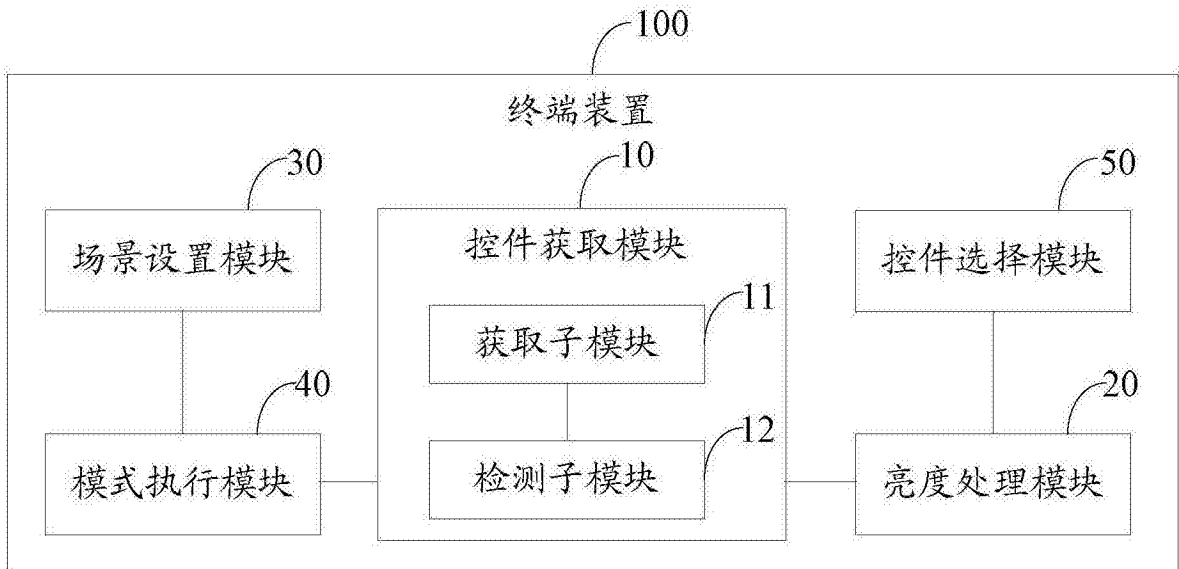 100
终端装置
30
场景设置模块
10
控件获取模块
50
控件选择模块
11
获取子模块
40
模式执行模块
12
检测子模块
20
亮度处理模块